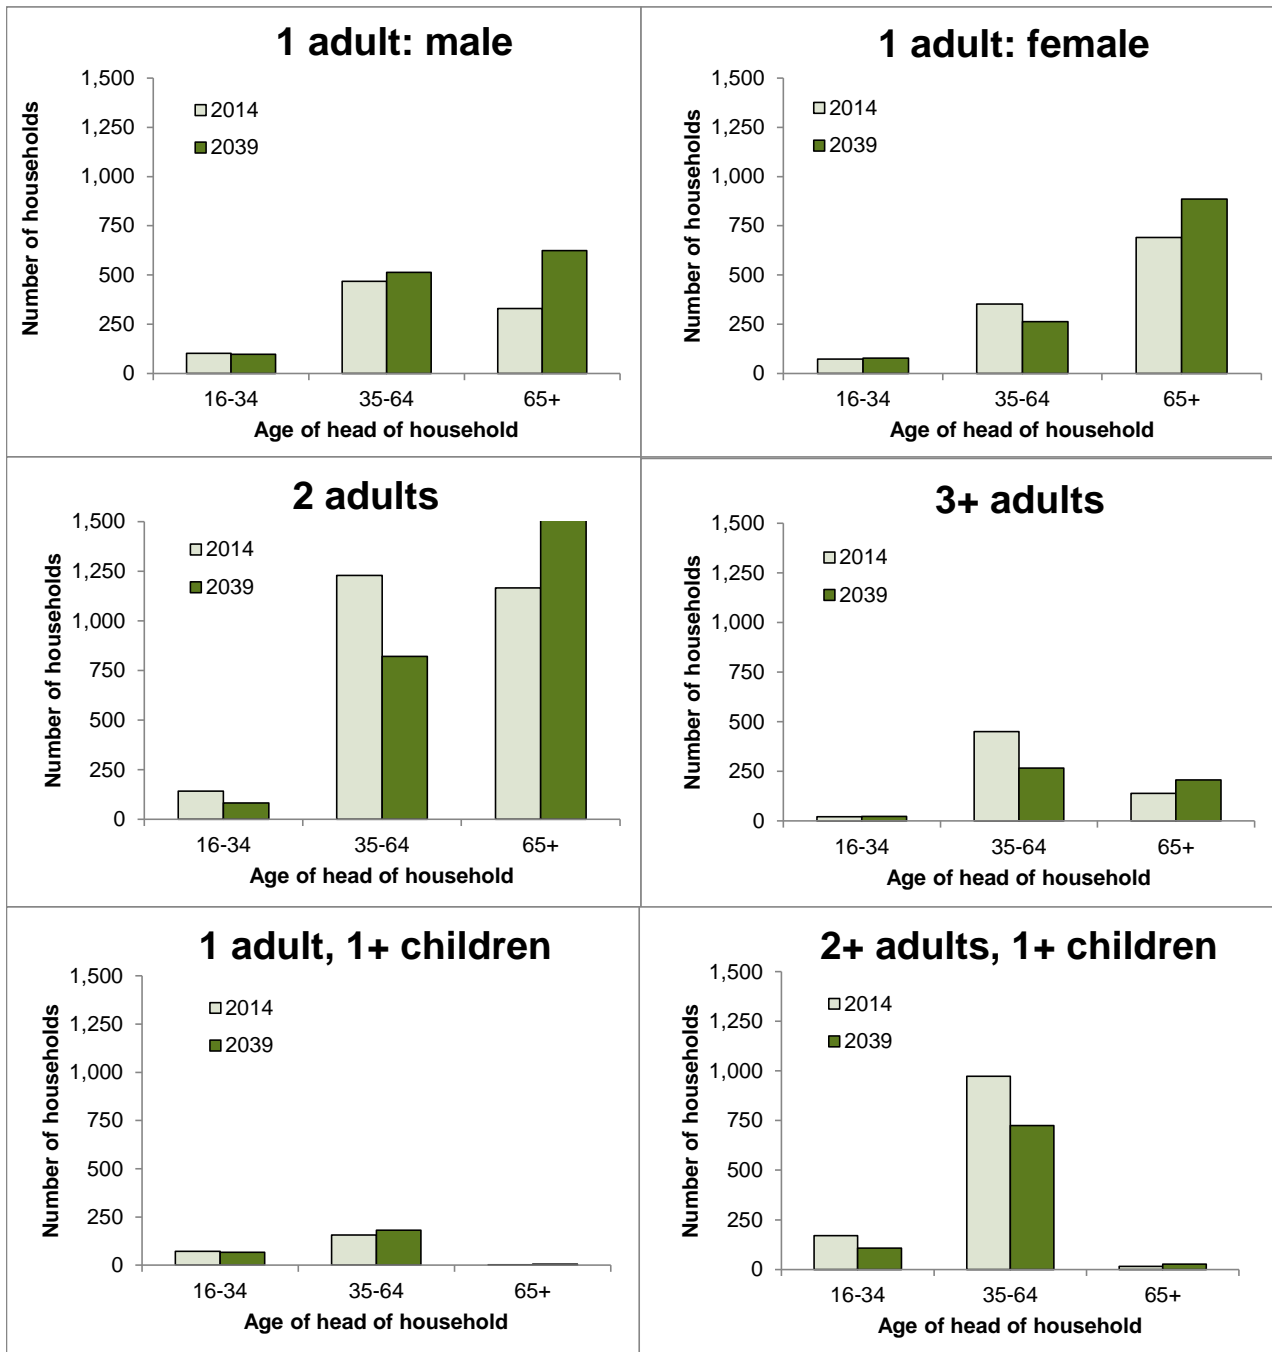 1 adult: male
Number of households
1,500
1,250
1,000
750
500
250
0
2014
2039
16-34 35-64 65+
Age of head of household
1 adult: female
Number of households
1,500
1,250
1,000
750
500
250
0
2014
2039
16-34 35-64 65+
Age of head of household
2 adults
Number of households
1,500
1,250
1,000
750
500
250
0
2014
2039
16-34 35-64 65+
Age of head of household
3+ adults
Number of households
1,500
1,250
1,000
750
500
250
0
2014
2039
16-34 35-64 65+
Age of head of household
1 adult, 1+ children
Number of households
1,500
1,250
1,000
750
500
250
0
2014
2039
16-34 35-64 65+
Age of head of household
2+ adults, 1+ children
Number of households
1,500
1,250
1,000
750
500
250
0
2014
2039
16-34 35-64 65+
Age of head of household